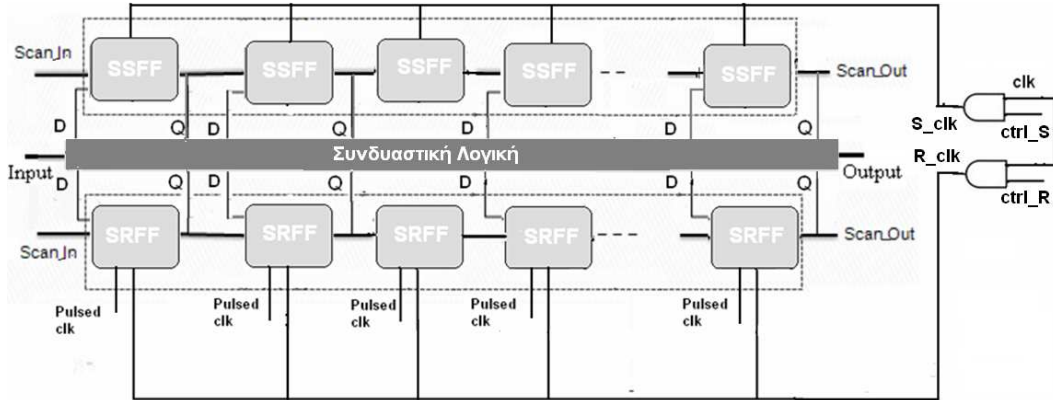 Scan_In
SSFF
SSFF
SSFF
SSFF
SSFF
Scan_Out
clk
S_clk
ctrl_S
D
Q
D
D
D
Q
Συνδυαστική Λογική
R_clk
Input
Output
ctrl_R
D
Q
D
D
D
Q
SRFF
SRFF
SRFF
SRFF
SRFF
Scan_In
Scan_Out
Pulsed
clk
Pulsed
clk
Pulsed
clk
Pulsed
clk
Pulsed
clk